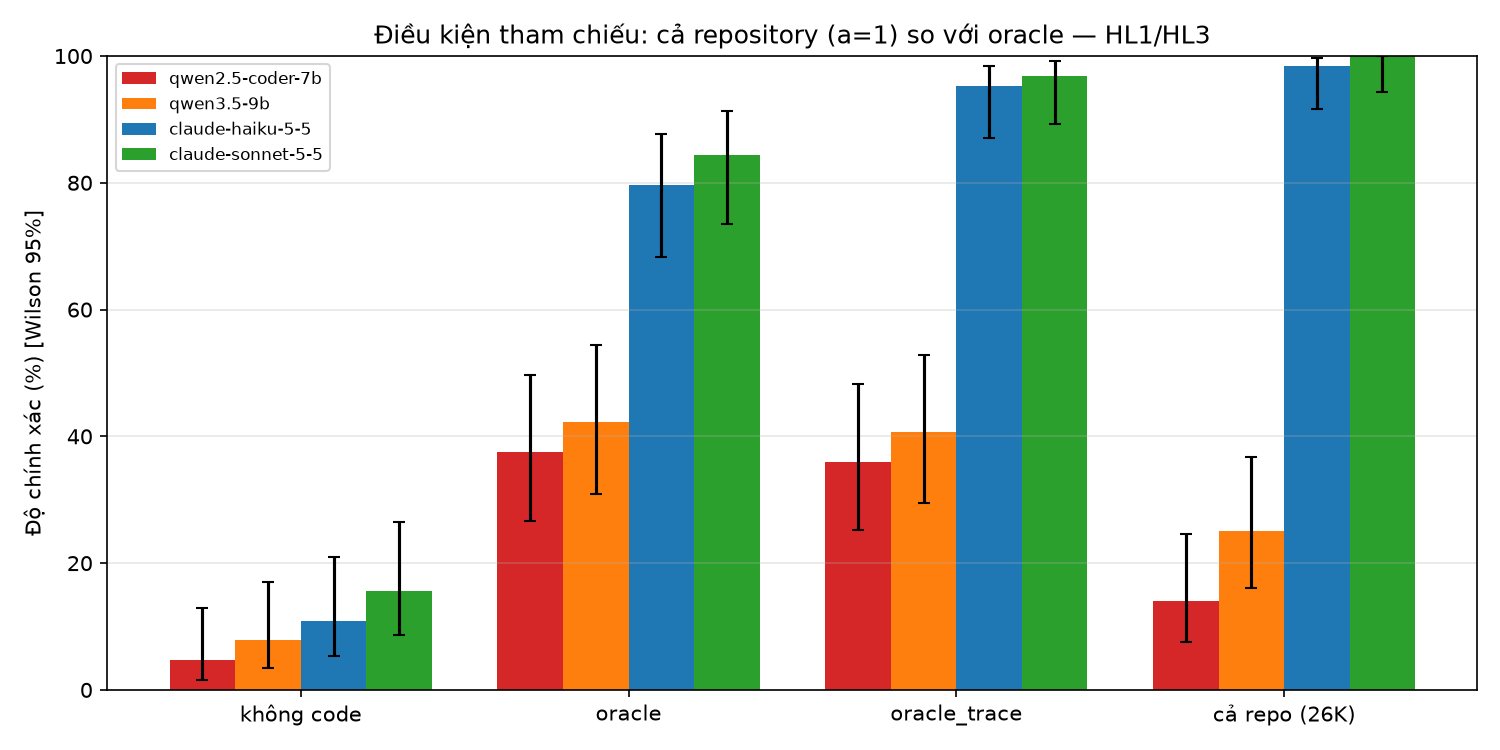 Điều kiện tham chiếu: cả repository (a=1) so với oracle — HL1/HL3
qwen2.5-coder-7b
qwen3.5-9b
claude-haiku-5-5
claude-sonnet-5-5
Độ chính xác (%) [Wilson 95%]
100
80
60
40
20
0
không code
oracle
oracle_trace
cả repo (26K)